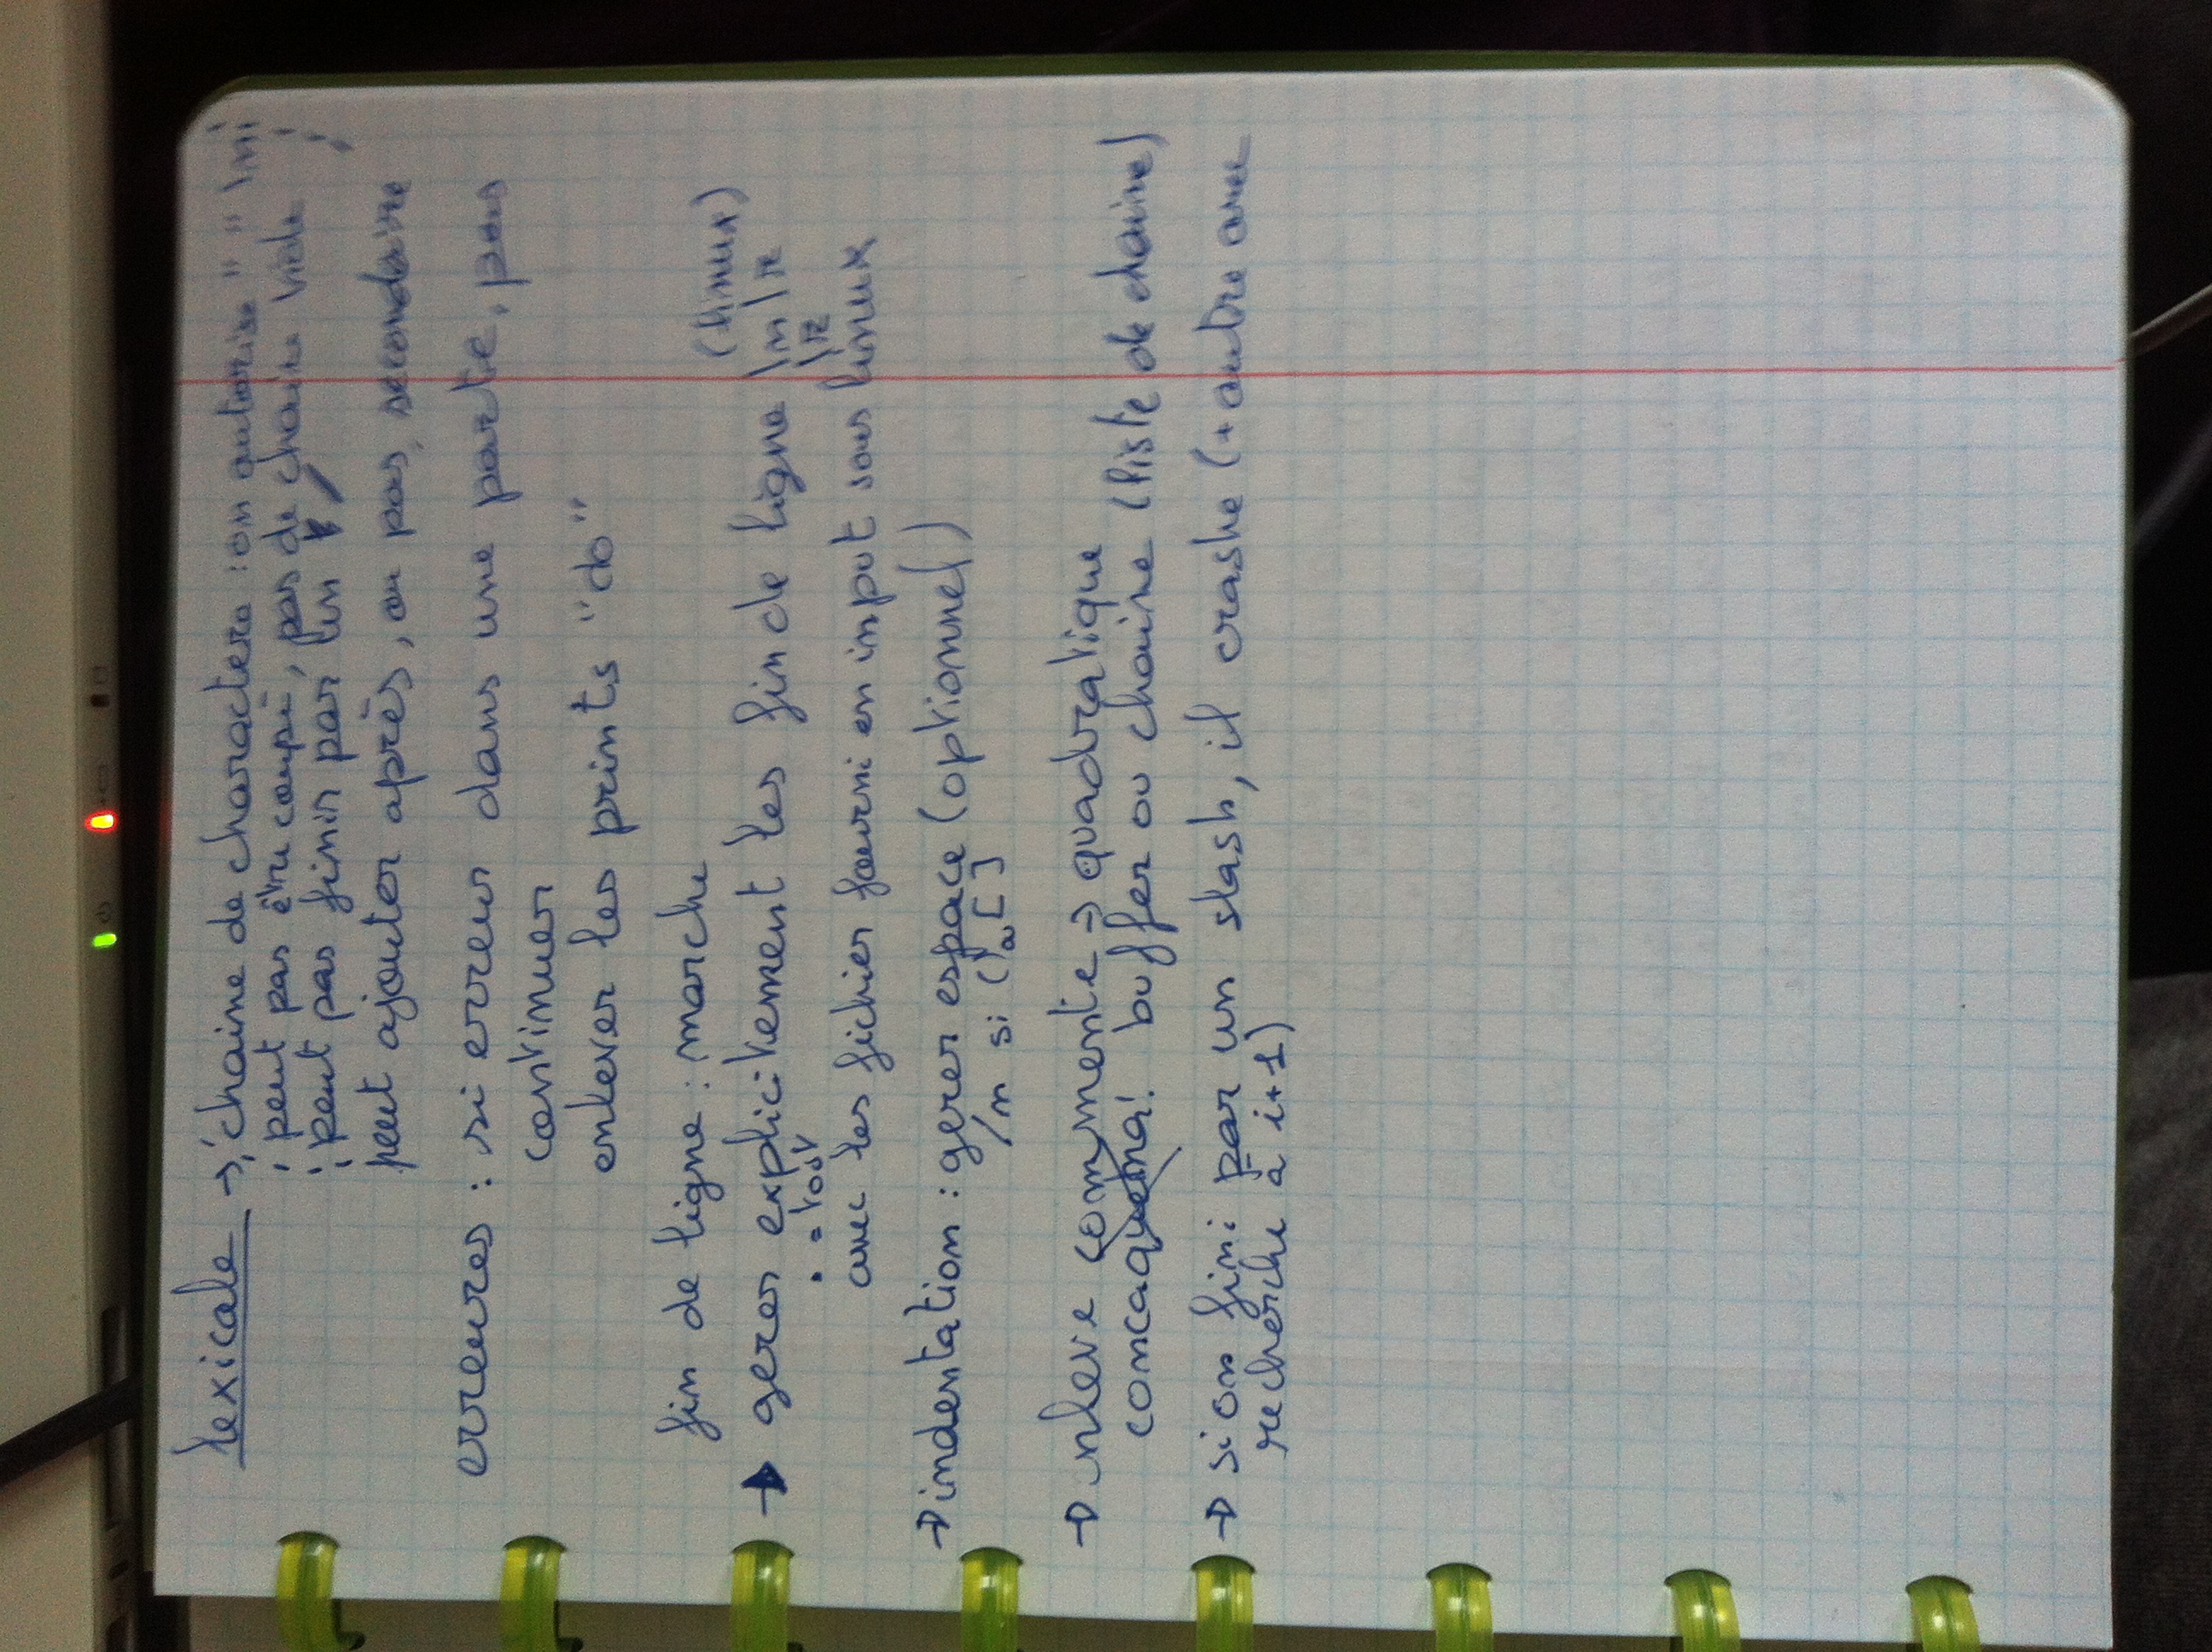 lexicale → chaine de charactere : on autorise " " \n
peut pas être coupé, pas de chaine vide
peut pas finir par un /
peut ajouter après, ou pas, secondaire
erreures : si erreur dans une partie, pas
continuer
enlever les prints "do"
fin de ligne : marche
(linux)
→ gerer explicitement les fin de ligne \n\r
. = tout \r
avec les fichier fourni en input sous linux
→ indentation : gerer espace (optionnel)
/n si () [ ]
→ nleve commente → quadratique
buffer ou chaine (liste de chaine)
→ si on fini par un slash, il crashe (+ autre avec
recherche à i+1)